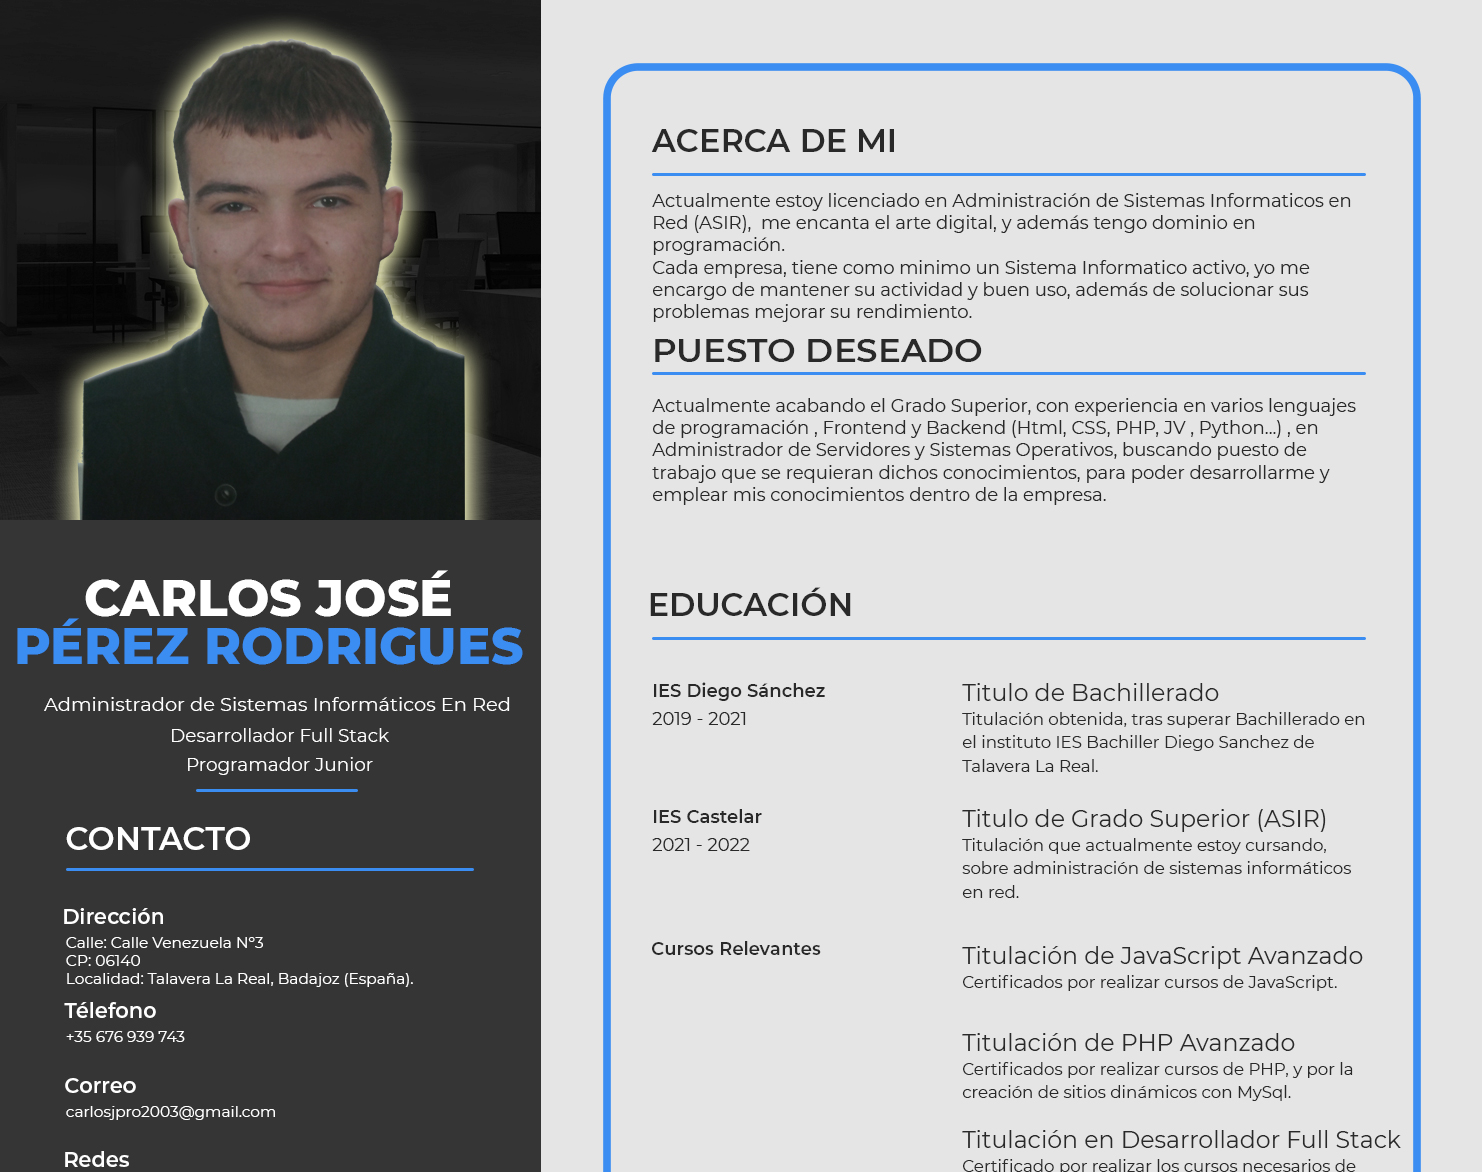 CARLOS JOSÉ
PÉREZ RODRIGUES
Administrador de Sistemas Informáticos En Red
Desarrollador Full Stack
Programador Junior
CONTACTO
Dirección
Calle: Calle Venezuela Nº3
CP: 06140
Localidad: Talavera La Real, Badajoz (España).
Télefono
+35 676 939 743
Correo
carlosjpro2003@gmail.com
Redes
ACERCA DE MI
Actualmente estoy licenciado en Administración de Sistemas Informaticos en
Red (ASIR),  me encanta el arte digital, y además tengo dominio en
programación.
Cada empresa, tiene como minimo un Sistema Informatico activo, yo me
encargo de mantener su actividad y buen uso, además de solucionar sus
problemas mejorar su rendimiento.
PUESTO DESEADO
Actualmente acabando el Grado Superior, con experiencia en varios lenguajes
de programación , Frontend y Backend (Html, CSS, PHP, JV , Python...) , en
Administrador de Servidores y Sistemas Operativos, buscando puesto de
trabajo que se requieran dichos conocimientos, para poder desarrollarme y
emplear mis conocimientos dentro de la empresa.
EDUCACIÓN
IES Diego Sánchez
2019 - 2021
Titulo de Bachillerado
Titulación obtenida, tras superar Bachillerado en
el instituto IES Bachiller Diego Sanchez de
Talavera La Real.
IES Castelar
2021 - 2022
Titulo de Grado Superior (ASIR)
Titulación que actualmente estoy cursando,
sobre administración de sistemas informáticos
en red.
Cursos Relevantes
Titulación de JavaScript Avanzado
Certificados por realizar cursos de JavaScript.
Titulación de PHP Avanzado
Certificados por realizar cursos de PHP, y por la
creación de sitios dinámicos con MySql.
Titulación en Desarrollador Full Stack
Certificado por realizar los cursos necesarios de